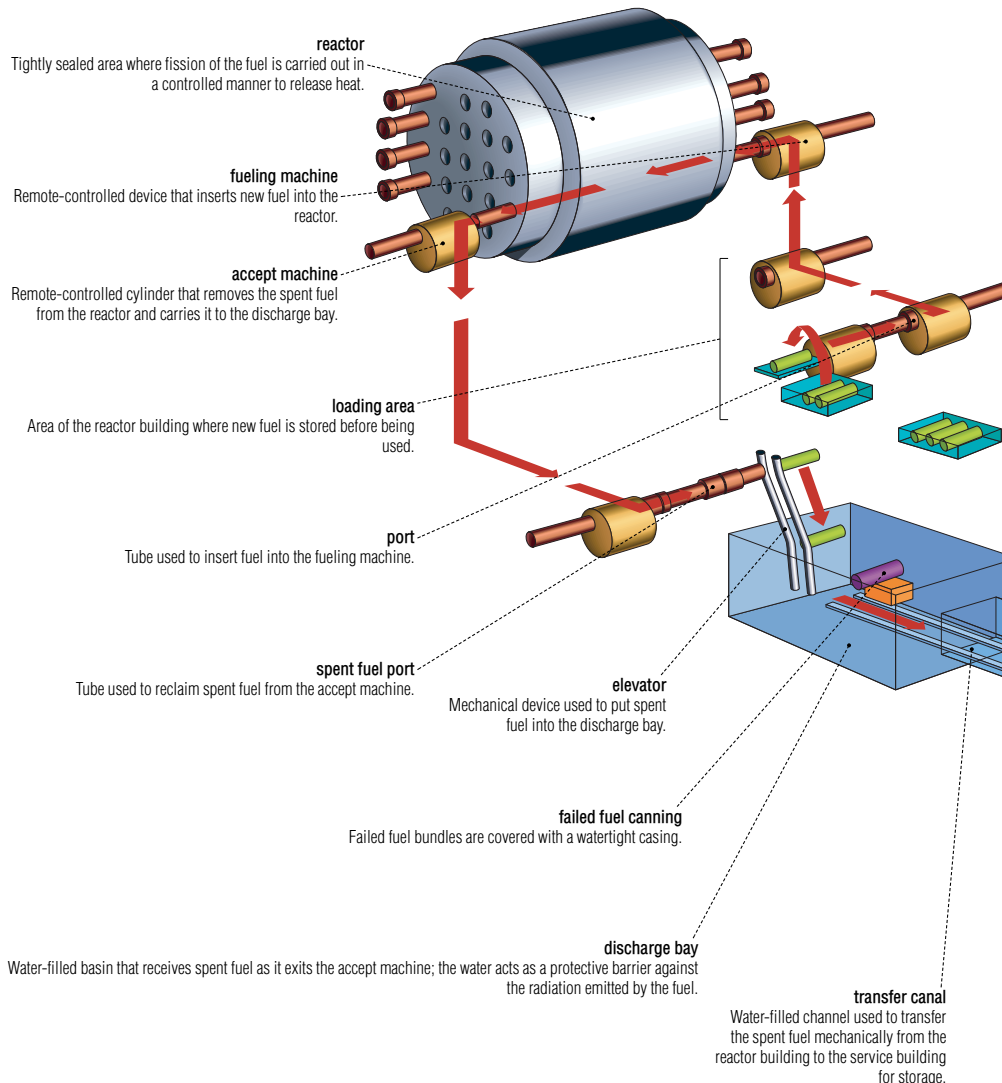 reactor
Tightly sealed area where fission of the fuel is carried out in
a controlled manner to release heat.
fueling machine
Remote-controlled device that inserts new fuel into the
reactor.
accept machine
Remote-controlled cylinder that removes the spent fuel
from the reactor and carries it to the discharge bay.
loading area
Area of the reactor building where new fuel is stored before being
used.
port
Tube used to insert fuel into the fueling machine.
spent fuel port
Tube used to reclaim spent fuel from the accept machine.
elevator
Mechanical device used to put spent
fuel into the discharge bay.
failed fuel canning
Failed fuel bundles are covered with a watertight casing.
discharge bay
Water-filled basin that receives spent fuel as it exits the accept machine; the water acts as a protective barrier against
the radiation emitted by the fuel.
transfer canal
Water-filled channel used to transfer
the spent fuel mechanically from the
reactor building to the service building
for storage.